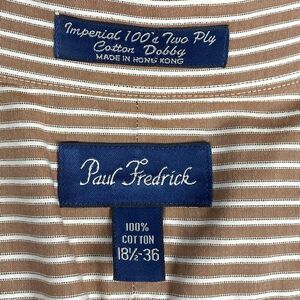 Imperial 100's Two Ply
Cotton Dobby
MADE IN HONG KONG
Paul Fredrick
100%
COTTON
18½-36